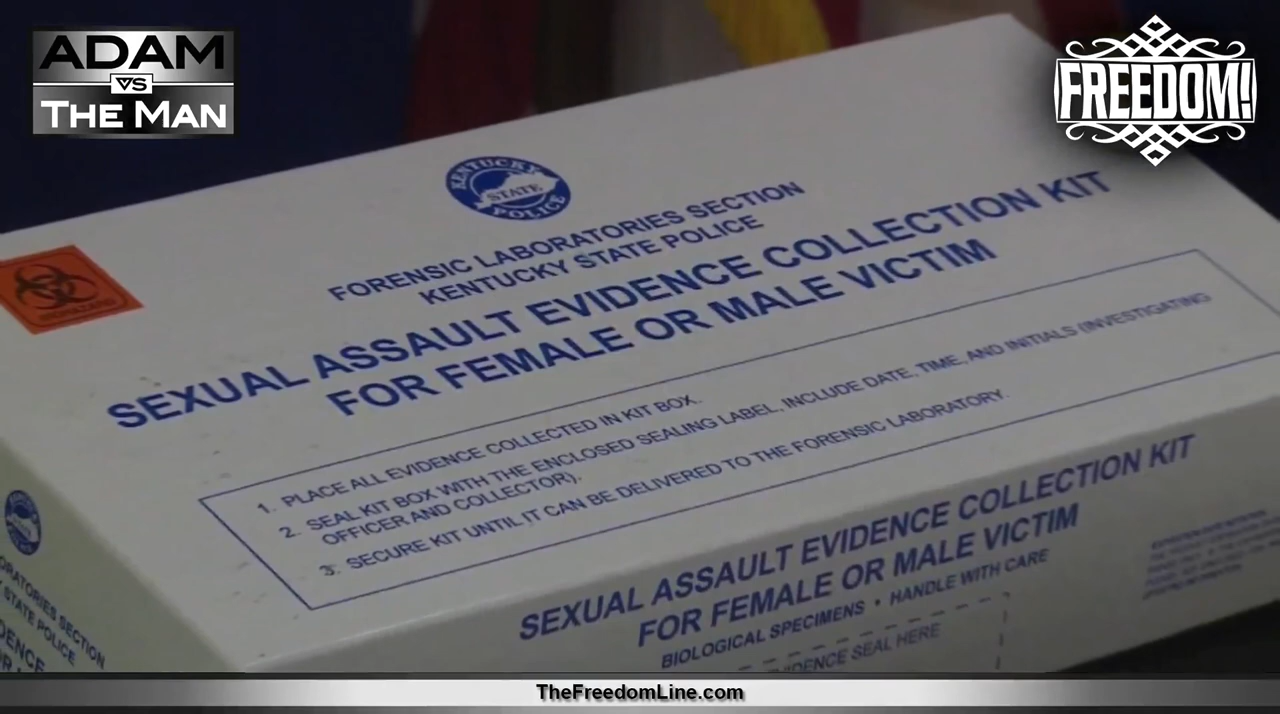 ADAM
VS
THE MAN
FREEDOM!
KENTUCKY
STATE
POLICE
FORENSIC LABORATORIES SECTION
KENTUCKY STATE POLICE
SEXUAL ASSAULT EVIDENCE COLLECTION KIT
FOR FEMALE OR MALE VICTIM
1. PLACE ALL EVIDENCE COLLECTED IN KIT BOX.
2. SEAL KIT BOX WITH THE ENCLOSED SEALING LABEL, INCLUDE DATE, TIME, AND INITIALS (INVESTIGATING
OFFICER AND COLLECTOR).
3. SECURE KIT UNTIL IT CAN BE DELIVERED TO THE FORENSIC LABORATORY.
SEXUAL ASSAULT EVIDENCE COLLECTION KIT
FOR FEMALE OR MALE VICTIM
BIOLOGICAL SPECIMENS • HANDLE WITH CARE
SEAL HERE
SECTION
STATE POLICE
TheFreedomLine.com